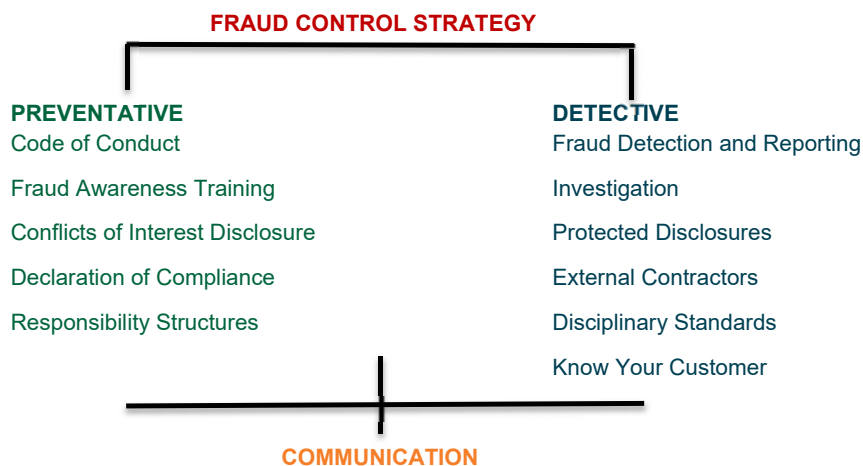 FRAUD CONTROL STRATEGY
PREVENTATIVE
Code of Conduct
Fraud Awareness Training
Conflicts of Interest Disclosure
Declaration of Compliance
Responsibility Structures
DETECTIVE
Fraud Detection and Reporting
Investigation
Protected Disclosures
External Contractors
Disciplinary Standards
Know Your Customer
COMMUNICATION